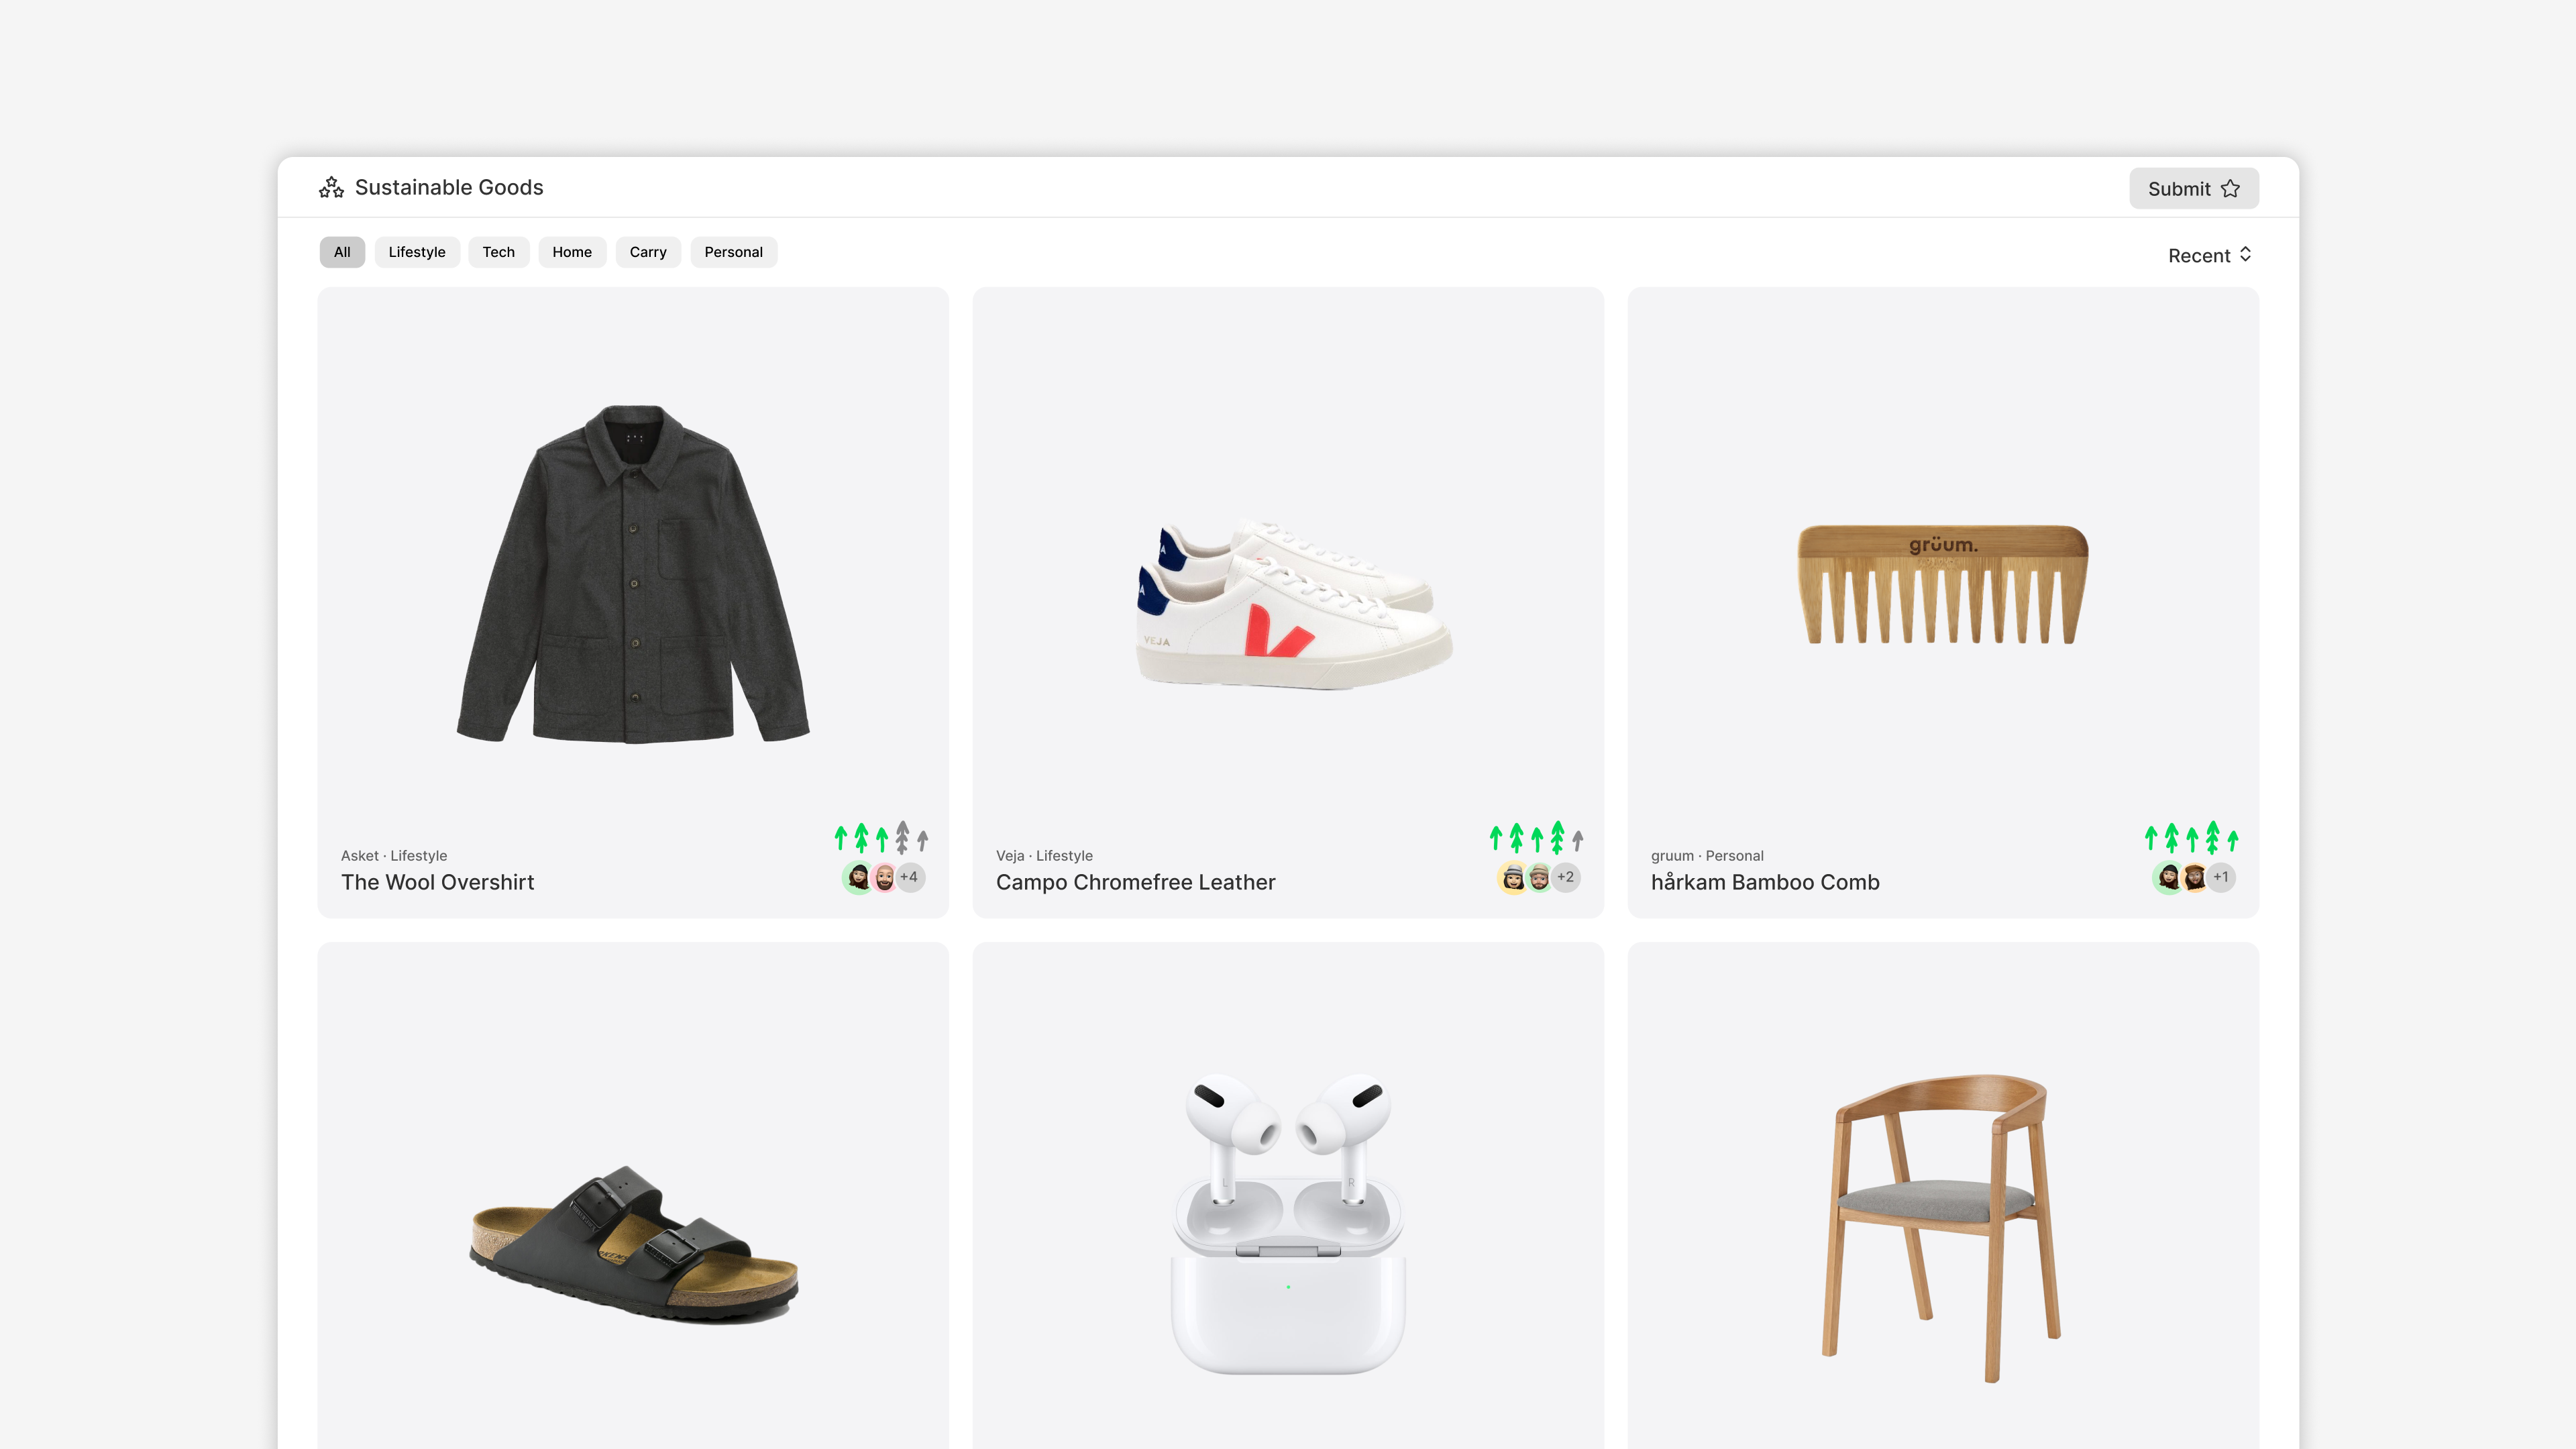 Sustainable Goods
Submit
All
Lifestyle
Tech
Home
Carry
Personal
Recent
VEJA
grüum.
Asket · Lifestyle
The Wool Overshirt
+4
Veja · Lifestyle
Campo Chromefree Leather
+2
gruum · Personal
hårkam Bamboo Comb
+1
L
R